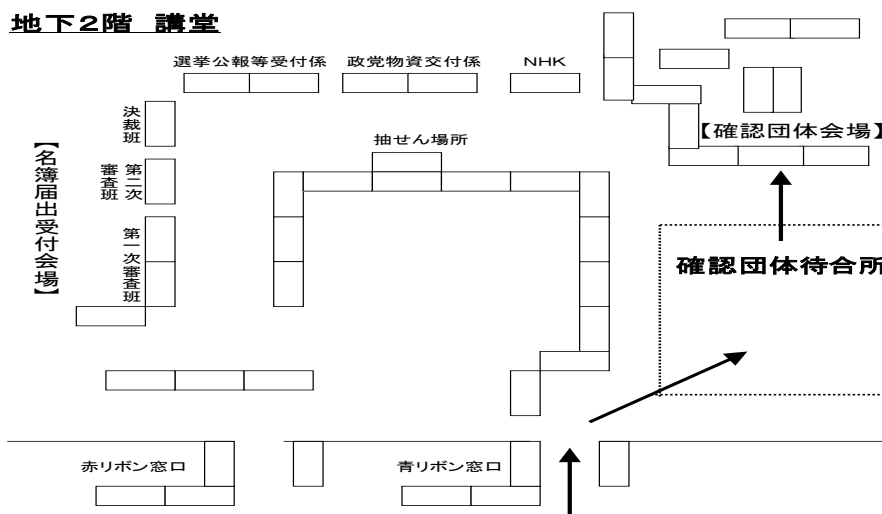 地下2階 講堂
選挙公報等受付係
政党物資交付係
NHK
決裁班
【確認団体会場】
抽せん場所
【名簿届出受付会場】
第二次
審査班
第一次審査班
確認団体待合所
赤リボン窓口
青リボン窓口